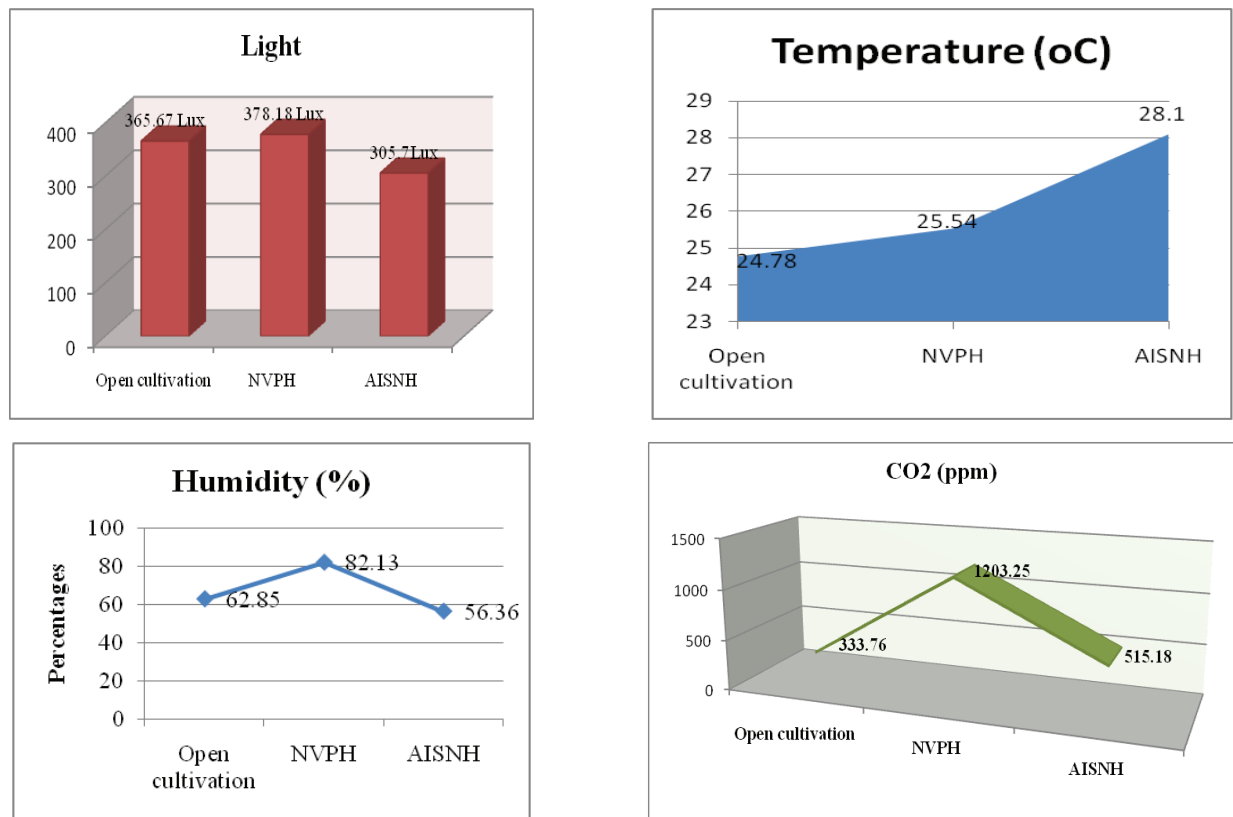 Light
400
300
200
100
0
365.67 Lux
378.18 Lux
305.7Lux
Open cultivation
NVPH
AISNH
Temperature (oC)
29
28
27
26
25
24
23
24.78
25.54
28.1
Open
cultivation
NVPH
AISNH
Humidity (%)
Percentages
100
80
60
40
20
0
62.85
82.13
56.36
Open
cultivation
NVPH
AISNH
CO2 (ppm)
1500
1000
500
0
333.76
1203.25
515.18
Open cultivation
NVPH
AISNH